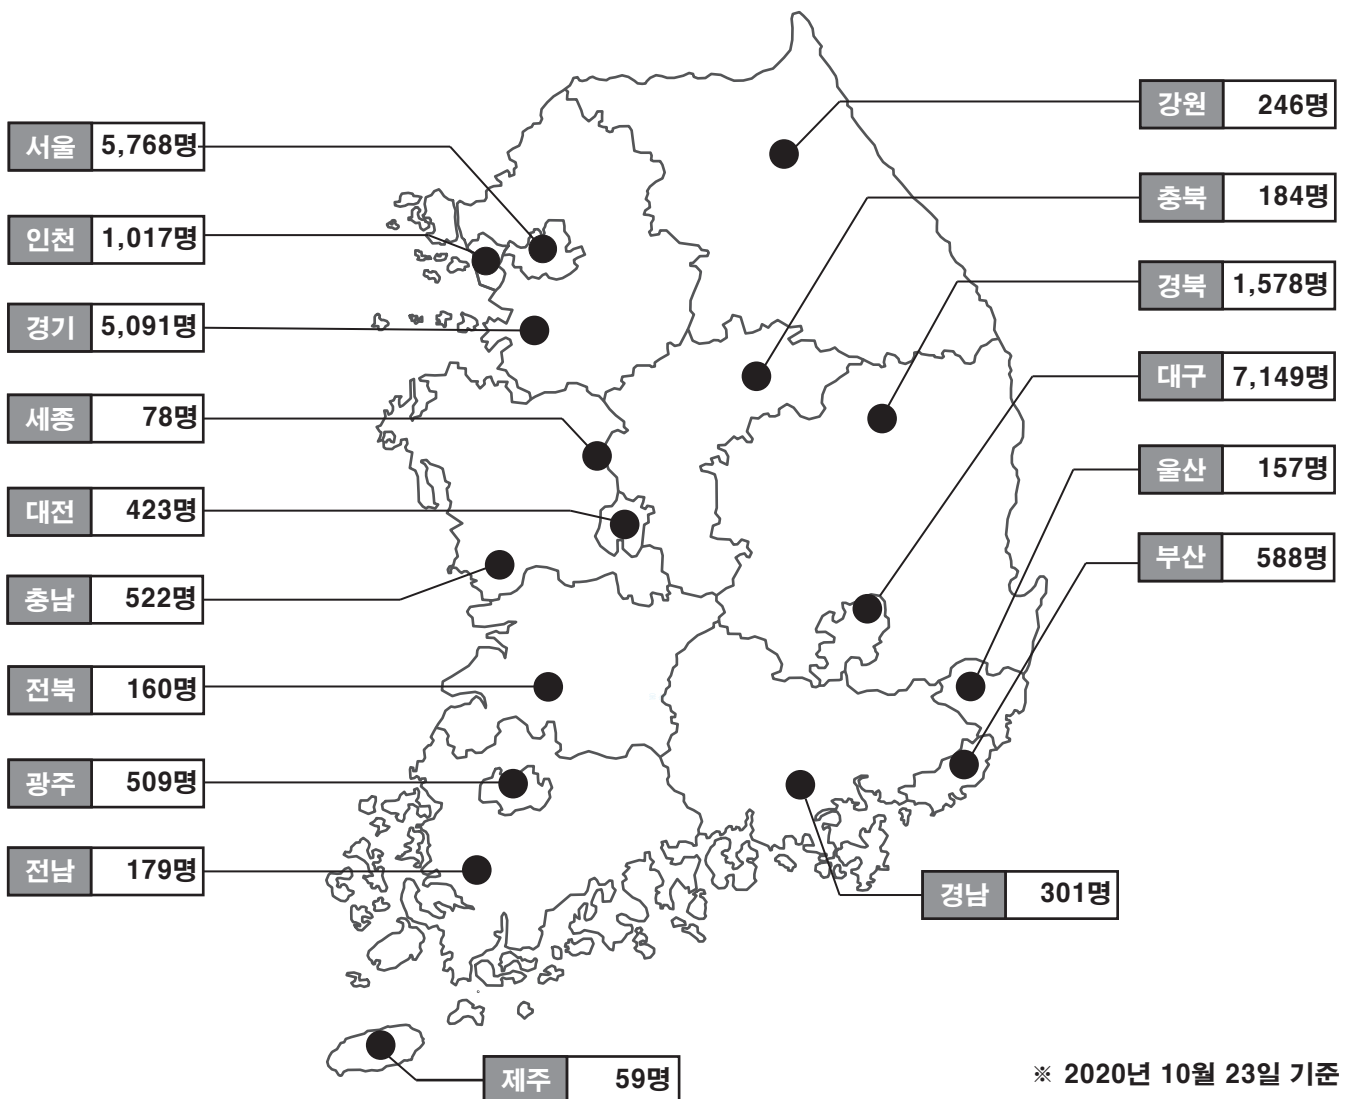 서울 5,768명
인천 1,017명
경기 5,091명
세종 78명
대전 423명
충남 522명
전북 160명
광주 509명
전남 179명
제주 59명
강원 246명
충북 184명
경북 1,578명
대구 7,149명
울산 157명
부산 588명
경남 301명
※ 2020년 10월 23일 기준